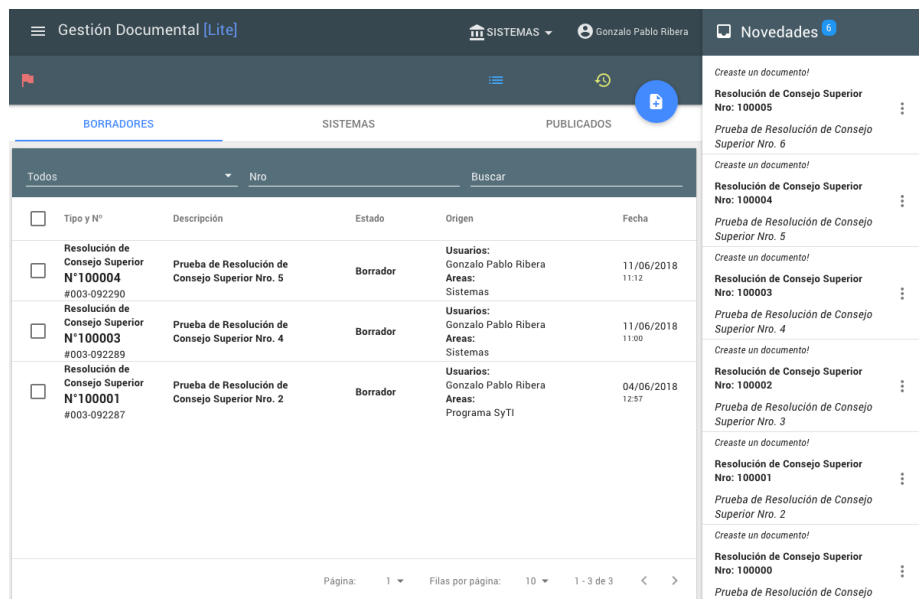 Gestión Documental [Lite]
SISTEMAS
Gonzalo Pablo Ribera
BORRADORES
SISTEMAS
PUBLICADOS
Todos
Nro
Buscar
Tipo y Nº
Descripción
Estado
Origen
Fecha
Resolución de
Consejo Superior
N°100004
#003-092290
Prueba de Resolución de
Consejo Superior Nro. 5
Borrador
Usuarios:
Gonzalo Pablo Ribera
Areas:
Sistemas
11/06/2018
11:12
Resolución de
Consejo Superior
N°100003
#003-092289
Prueba de Resolución de
Consejo Superior Nro. 4
Borrador
Usuarios:
Gonzalo Pablo Ribera
Areas:
Sistemas
11/06/2018
11:00
Resolución de
Consejo Superior
N°100001
#003-092287
Prueba de Resolución de
Consejo Superior Nro. 2
Borrador
Usuarios:
Gonzalo Pablo Ribera
Areas:
Programa SyTI
04/06/2018
12:57
Página:
1
Filas por página:
10
1 - 3 de 3
Novedades 6
Creaste un documento!
Resolución de Consejo Superior
Nro: 100005
Prueba de Resolución de Consejo
Superior Nro. 6
Creaste un documento!
Resolución de Consejo Superior
Nro: 100004
Prueba de Resolución de Consejo
Superior Nro. 5
Creaste un documento!
Resolución de Consejo Superior
Nro: 100003
Prueba de Resolución de Consejo
Superior Nro. 4
Creaste un documento!
Resolución de Consejo Superior
Nro: 100002
Prueba de Resolución de Consejo
Superior Nro. 3
Creaste un documento!
Resolución de Consejo Superior
Nro: 100001
Prueba de Resolución de Consejo
Superior Nro. 2
Creaste un documento!
Resolución de Consejo Superior
Nro: 100000
Prueba de Resolución de Consejo